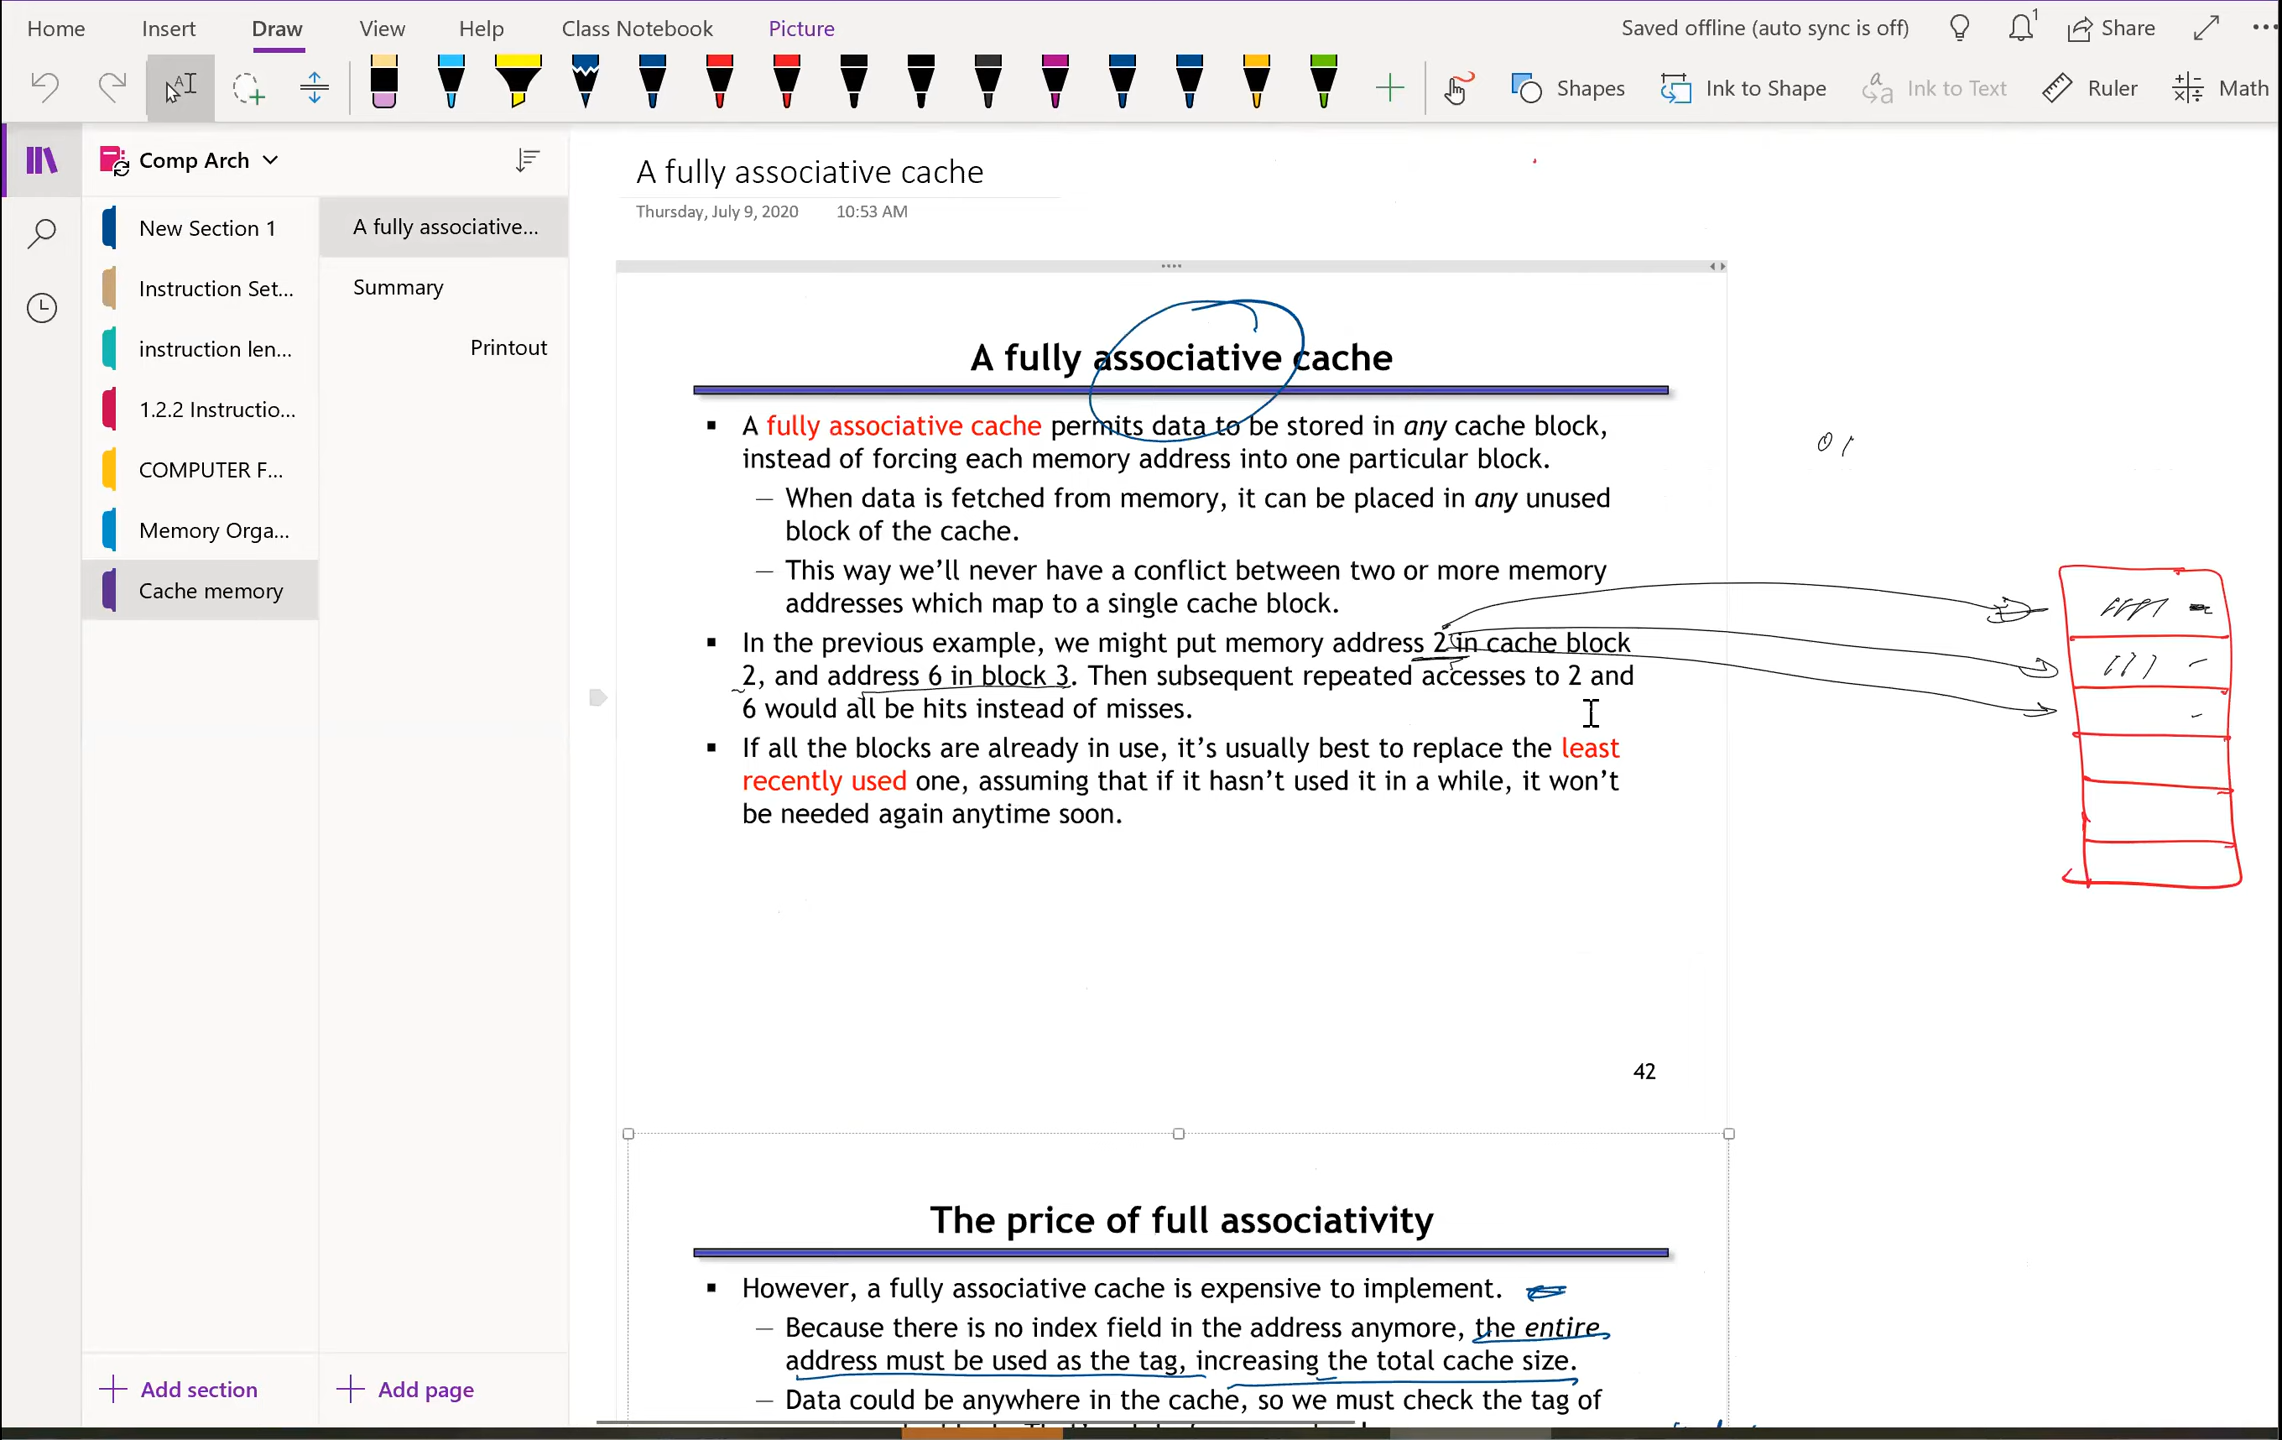 Home Insert Draw View Help Class Notebook Picture Saved offline (auto sync is off) 1 Share
AI Shapes Ink to Shape Ink to Text Ruler Math
Comp Arch
New Section 1
Instruction Set...
instruction len...
1.2.2 Instructio...
COMPUTER F...
Memory Orga...
Cache memory
Add section
A fully associative...
Summary
Printout
Add page
A fully associative cache
Thursday, July 9, 2020 10:53 AM
A fully associative cache
▪ A fully associative cache permits data to be stored in any cache block,
instead of forcing each memory address into one particular block.
— When data is fetched from memory, it can be placed in any unused
block of the cache.
— This way we’ll never have a conflict between two or more memory
addresses which map to a single cache block.
▪ In the previous example, we might put memory address 2 in cache block
2, and address 6 in block 3. Then subsequent repeated accesses to 2 and
6 would all be hits instead of misses.
▪ If all the blocks are already in use, it’s usually best to replace the least
recently used one, assuming that if it hasn’t used it in a while, it won’t
be needed again anytime soon.
42
The price of full associativity
▪ However, a fully associative cache is expensive to implement.
— Because there is no index field in the address anymore, the entire
address must be used as the tag, increasing the total cache size.
— Data could be anywhere in the cache, so we must check the tag of